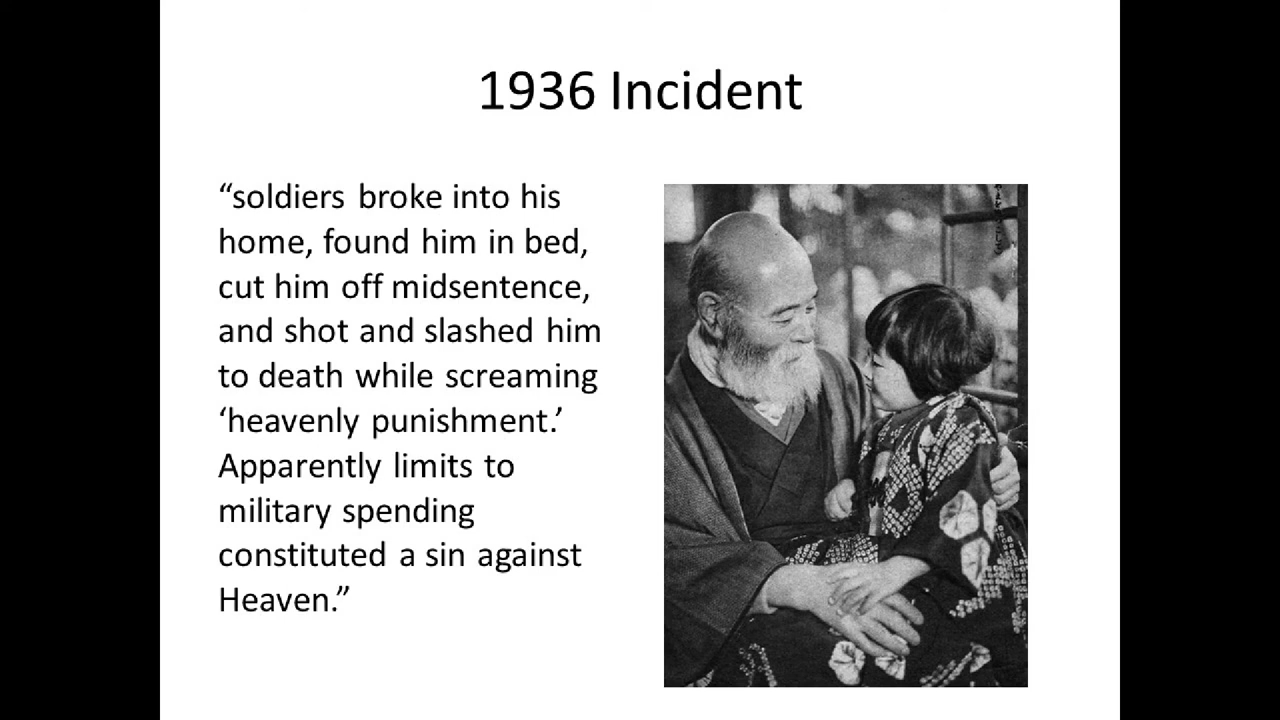 1936 Incident
“soldiers broke into his
home, found him in bed,
cut him off midsentence,
and shot and slashed him
to death while screaming
‘heavenly punishment.’
Apparently limits to
military spending
constituted a sin against
Heaven.”